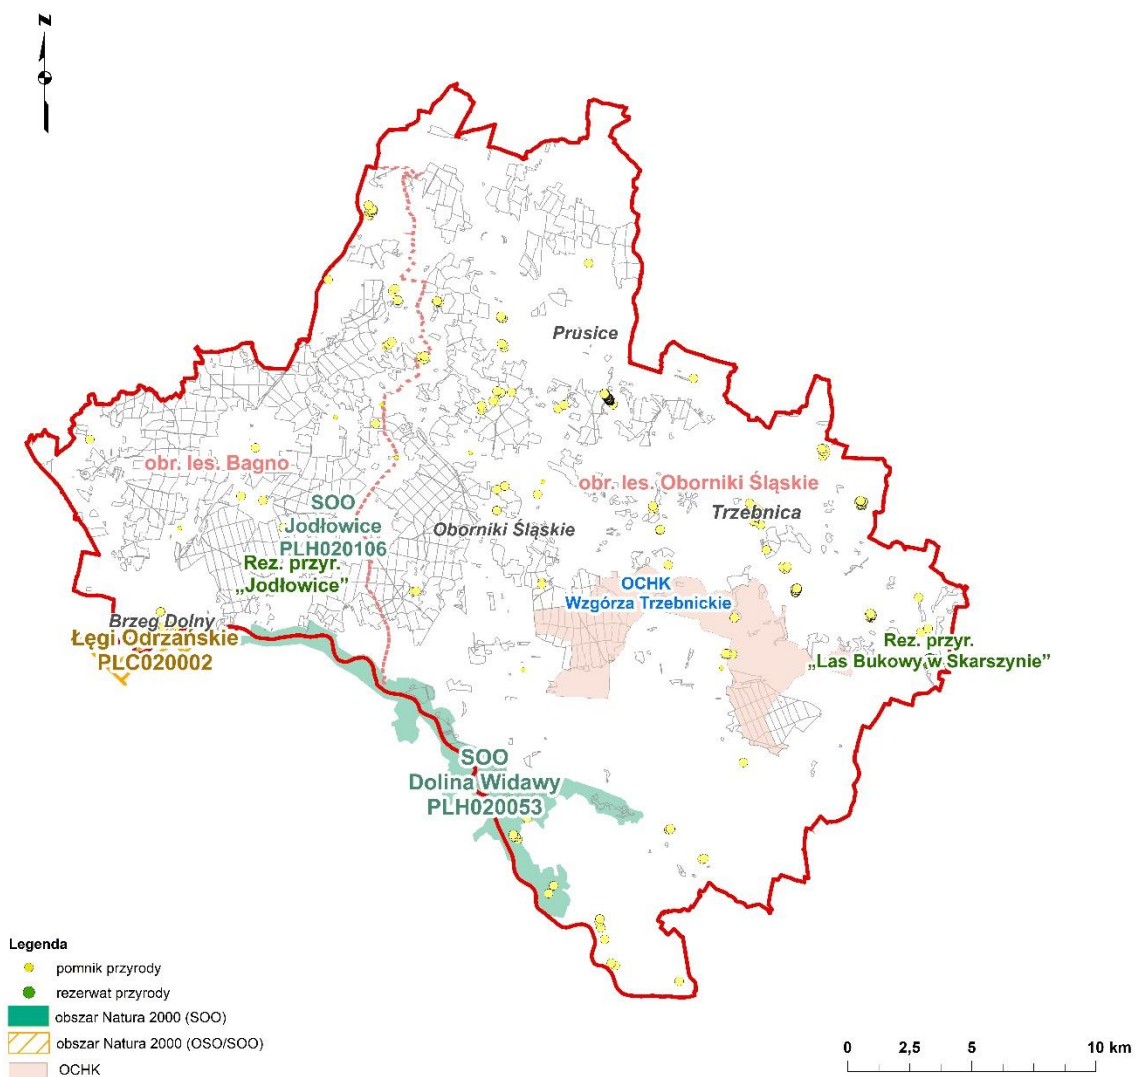 N
Prusice
obr. les. Bagno
obr. les. Oborniki Śląskie
SOO
Jodłowice
PLH020106
Trzebnica
Oborniki Śląskie
Rez. przyr.
„Jodłowice”
OCHK
Wzgórza Trzebnickie
Brzeg Dolny
Łęgi Odrzańskie
PLC020002
Rez. przyr.
„Las Bukowy w Skarszynie”
SOO
Dolina Widawy
PLH020053
Legenda
pomnik przyrody
rezerwat przyrody
obszar Natura 2000 (SOO)
obszar Natura 2000 (OSO/SOO)
OCHK
0 2,5 5 10 km